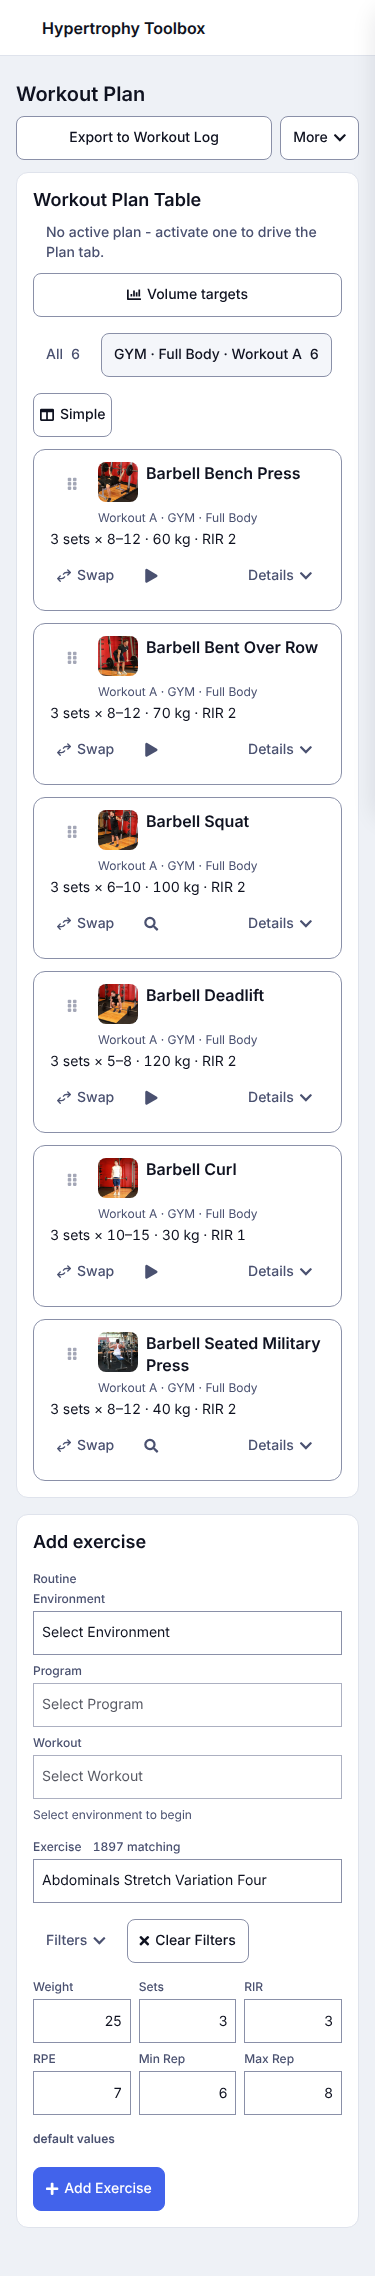 Hypertrophy Toolbox
Workout Plan
Export to Workout Log
More
Workout Plan Table
No active plan - activate one to drive the
Plan tab.
Volume targets
All 6
GYM · Full Body · Workout A 6
Simple
Barbell Bench Press
Workout A · GYM · Full Body
3 sets × 8–12 · 60 kg · RIR 2
Swap
Details
Barbell Bent Over Row
Workout A · GYM · Full Body
3 sets × 8–12 · 70 kg · RIR 2
Swap
Details
Barbell Squat
Workout A · GYM · Full Body
3 sets × 6–10 · 100 kg · RIR 2
Swap
Details
Barbell Deadlift
Workout A · GYM · Full Body
3 sets × 5–8 · 120 kg · RIR 2
Swap
Details
Barbell Curl
Workout A · GYM · Full Body
3 sets × 10–15 · 30 kg · RIR 1
Swap
Details
Barbell Seated Military
Press
Workout A · GYM · Full Body
3 sets × 8–12 · 40 kg · RIR 2
Swap
Details
Add exercise
Routine
Environment
Select Environment
Program
Select Program
Workout
Select Workout
Select environment to begin
Exercise 1897 matching
Abdominals Stretch Variation Four
Filters
Clear Filters
Weight Sets RIR
25 3 3
RPE Min Rep Max Rep
7 6 8
default values
Add Exercise